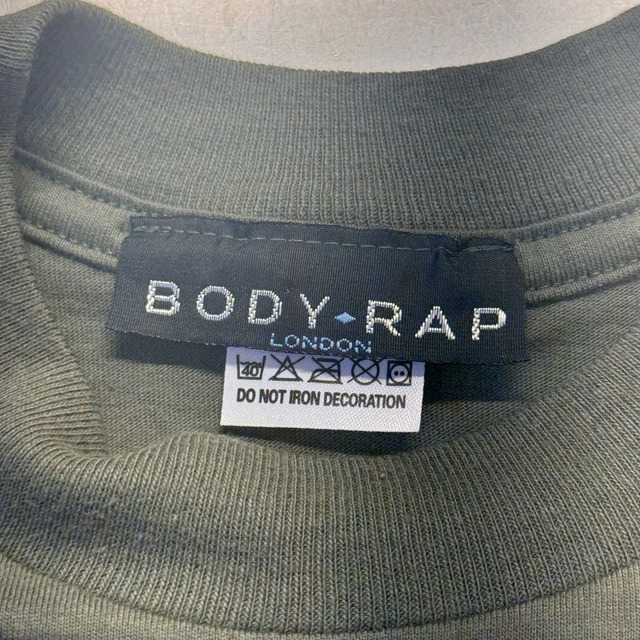 BODY◆RAP
LONDON
40°
DO NOT IRON DECORATION